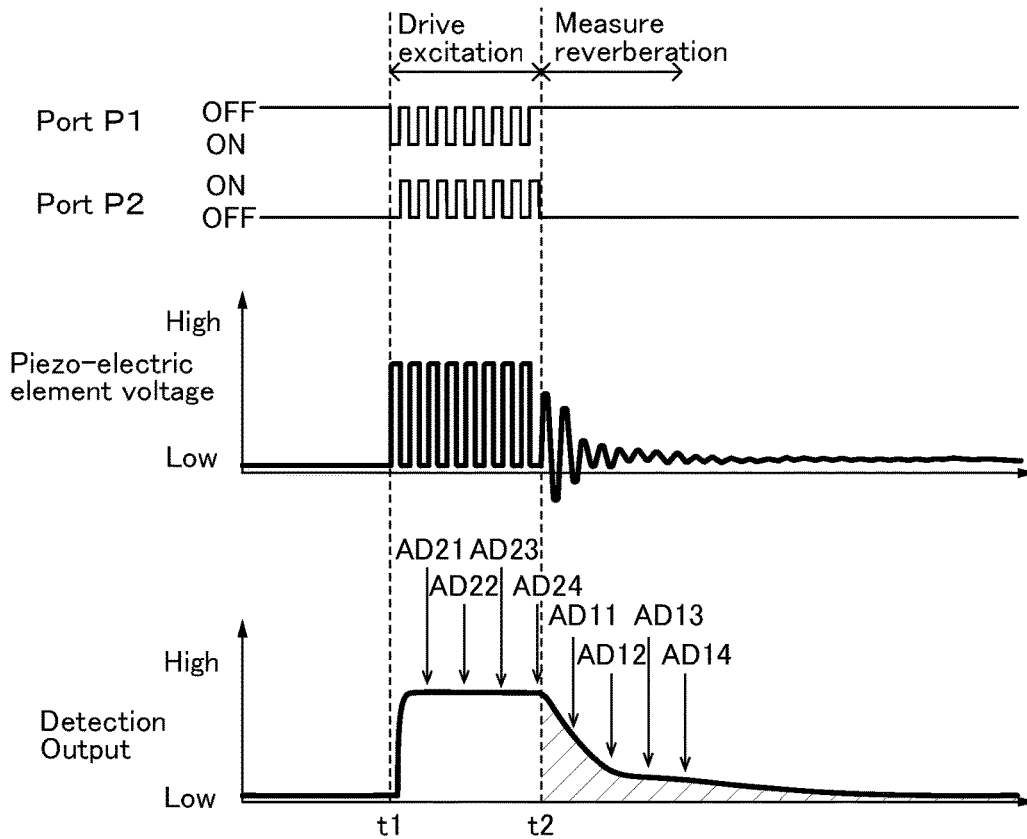 Drive excitation
Measure reverberation
Port P1
OFF
ON
Port P2
ON
OFF
High
Piezo-electric
element voltage
Low
AD21 AD23
AD22 AD24
AD11 AD13
AD12 AD14
High
Detection
Output
Low
t1 t2